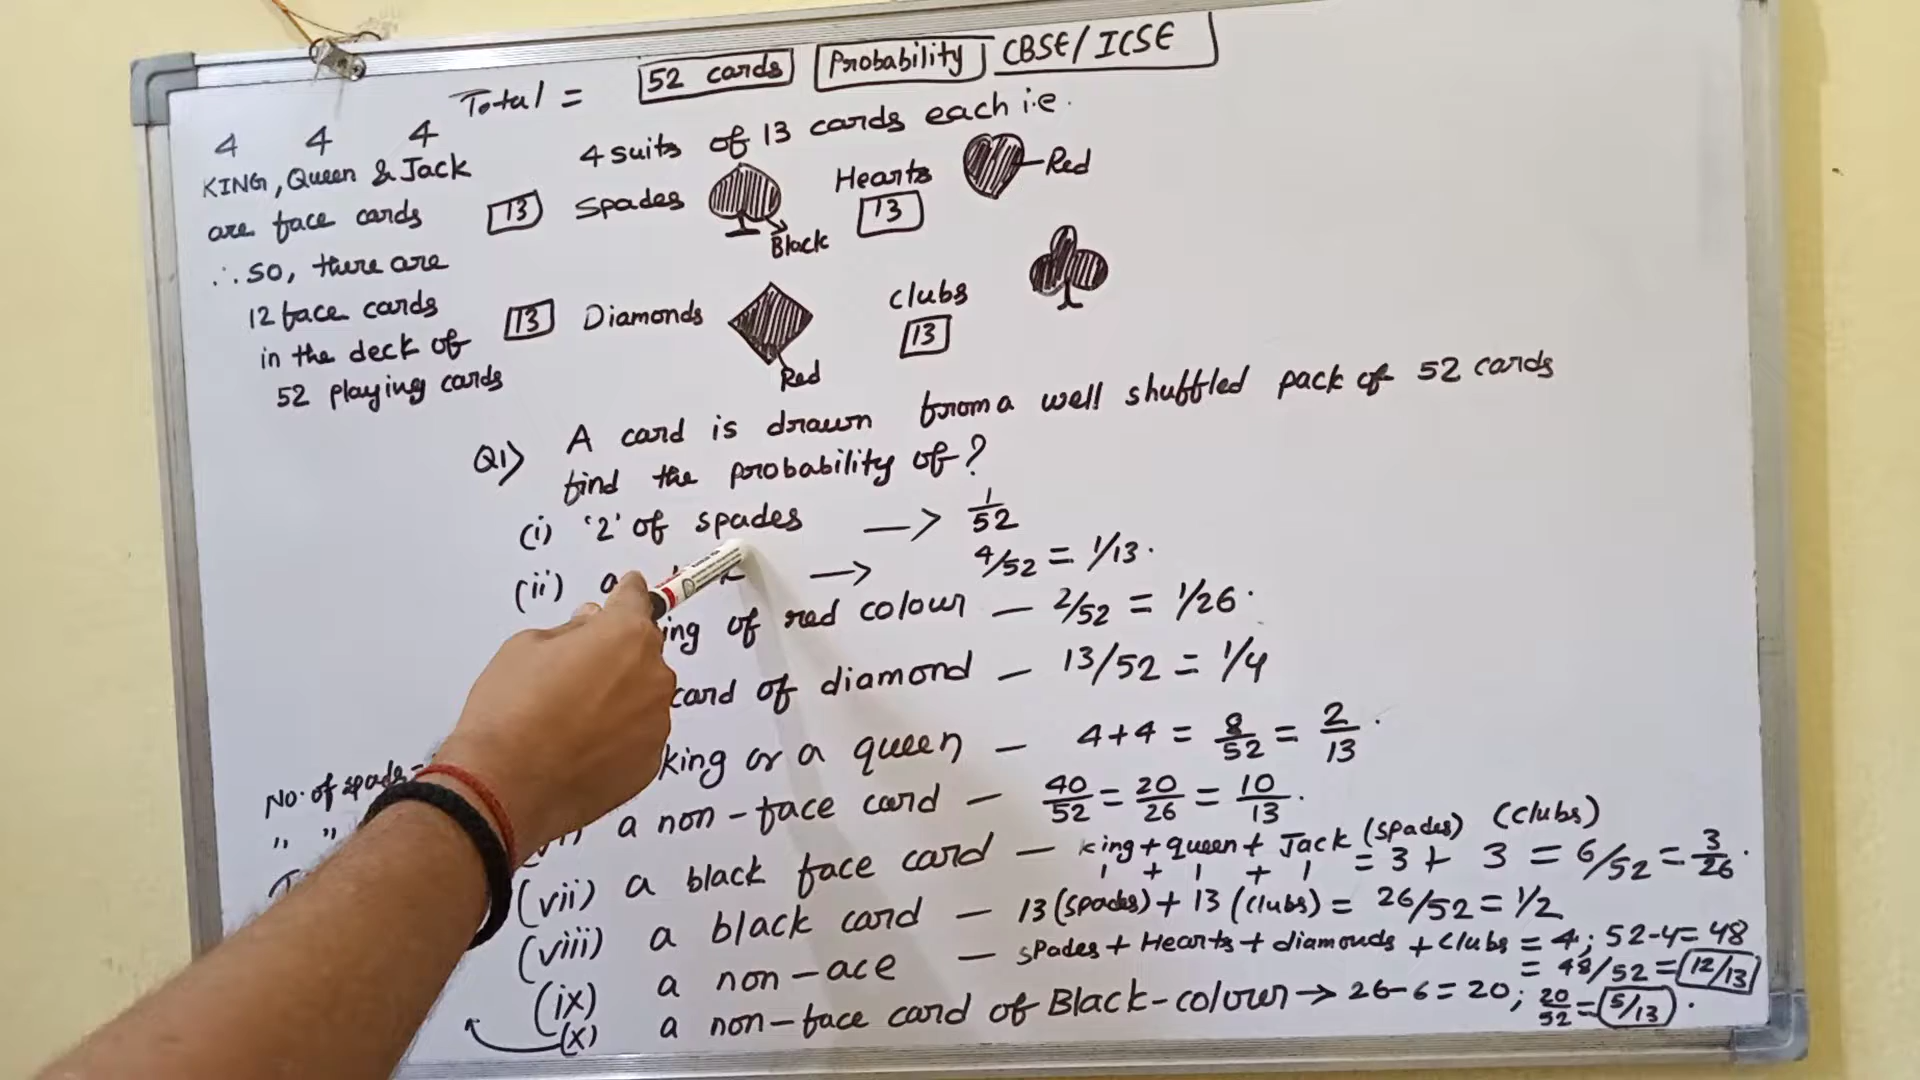 Total = 52 cards Probability CBSE/ICSE
4 4 4
KING, Queen & Jack
are face cards
∴ so, there are
12 face cards
in the deck of
52 playing cards
4 suits of 13 cards each i.e.
13 Spades Black
Hearts 13 Red
13 Diamonds Red
clubs 13
Q1) A card is drawn from a well shuffled pack of 52 cards
find the probability of?
(i) '2' of spades → 1/52
(ii) a → 4/52 = 1/13.
of red colour – 2/52 = 1/26.
card of diamond – 13/52 = 1/4
king or a queen – 4+4 = 8/52 = 2/13.
a non-face card – 40/52 = 20/26 = 10/13.
(vii) a black face card – king + queen + Jack (spades) (clubs)
1 + 1 + 1 = 3 + 3 = 6/52 = 3/26.
(viii) a black card – 13 (spades) + 13 (clubs) = 26/52 = 1/2
(ix) a non-ace – spades + Hearts + diamonds + clubs = 4; 52-4 = 48
= 48/52 = 12/13
(x) a non-face card of Black-colour → 26-6 = 20; 20/52 = 5/13.
No. of spade =
" "